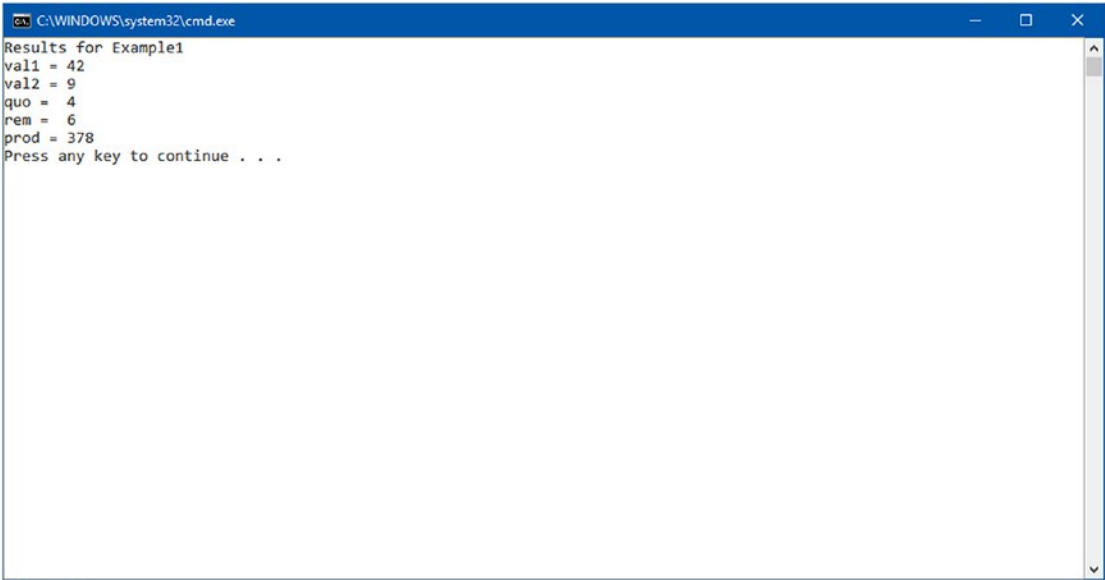 C:\WINDOWS\system32\cmd.exe
Results for Example1
val1 = 42
val2 = 9
quo =  4
rem =  6
prod = 378
Press any key to continue . . .